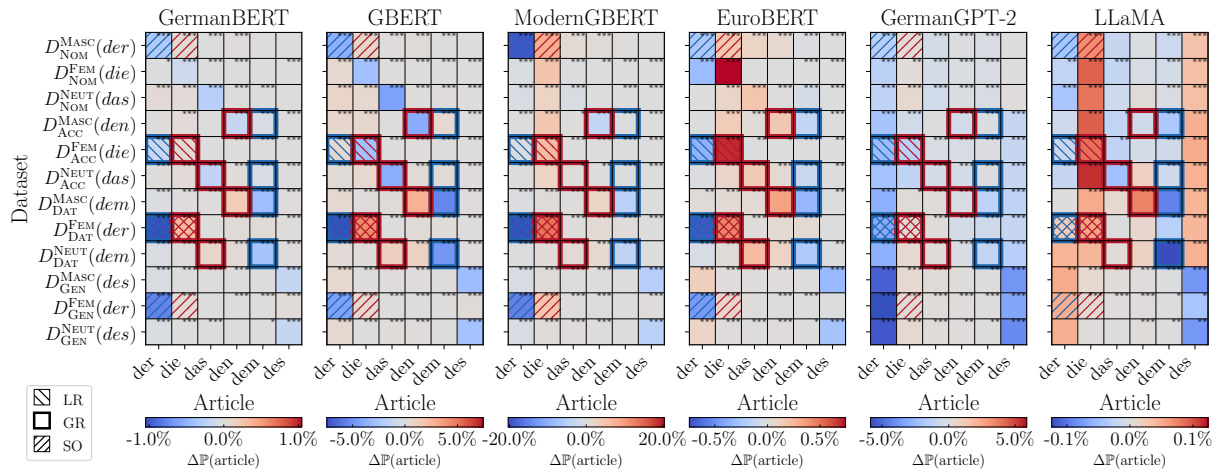 GermanBERT GBERT ModernGBERT EuroBERT GermanGPT-2 LLaMA
Dataset
D^MASC_NOM(der)
D^FEM_NOM(die)
D^NEUT_NOM(das)
D^MASC_ACC(den)
D^FEM_ACC(die)
D^NEUT_ACC(das)
D^MASC_DAT(dem)
D^FEM_DAT(der)
D^NEUT_DAT(dem)
D^MASC_GEN(des)
D^FEM_GEN(der)
D^NEUT_GEN(des)
der die das den dem des der die das den dem des der die das den dem des der die das den dem des der die das den dem des der die das den dem des
Article Article Article Article Article Article
LR
GR
SO
-1.0% 0.0% 1.0% -5.0% 0.0% 5.0% -20.0% 0.0% 20.0% -0.5% 0.0% 0.5% -5.0% 0.0% 5.0% -0.1% 0.0% 0.1%
Δℙ(article) Δℙ(article) Δℙ(article) Δℙ(article) Δℙ(article) Δℙ(article)